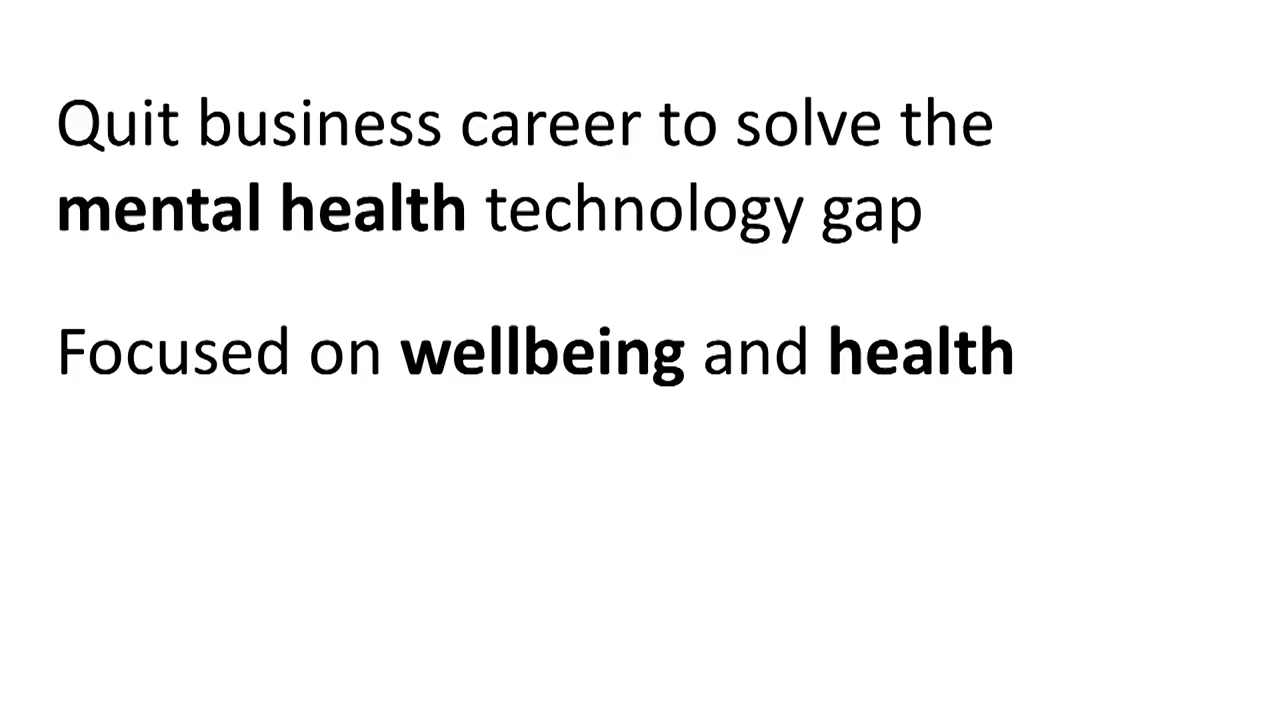 Quit business career to solve the
mental health technology gap
Focused on wellbeing and health